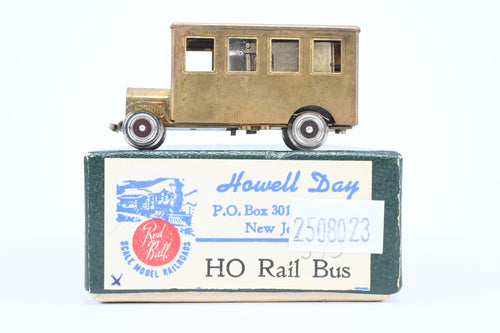 Howell Day
P.O. Box 301
New Je
2508023
Red
Ball
SCALE MODEL RAILROADS
x HO Rail Bus